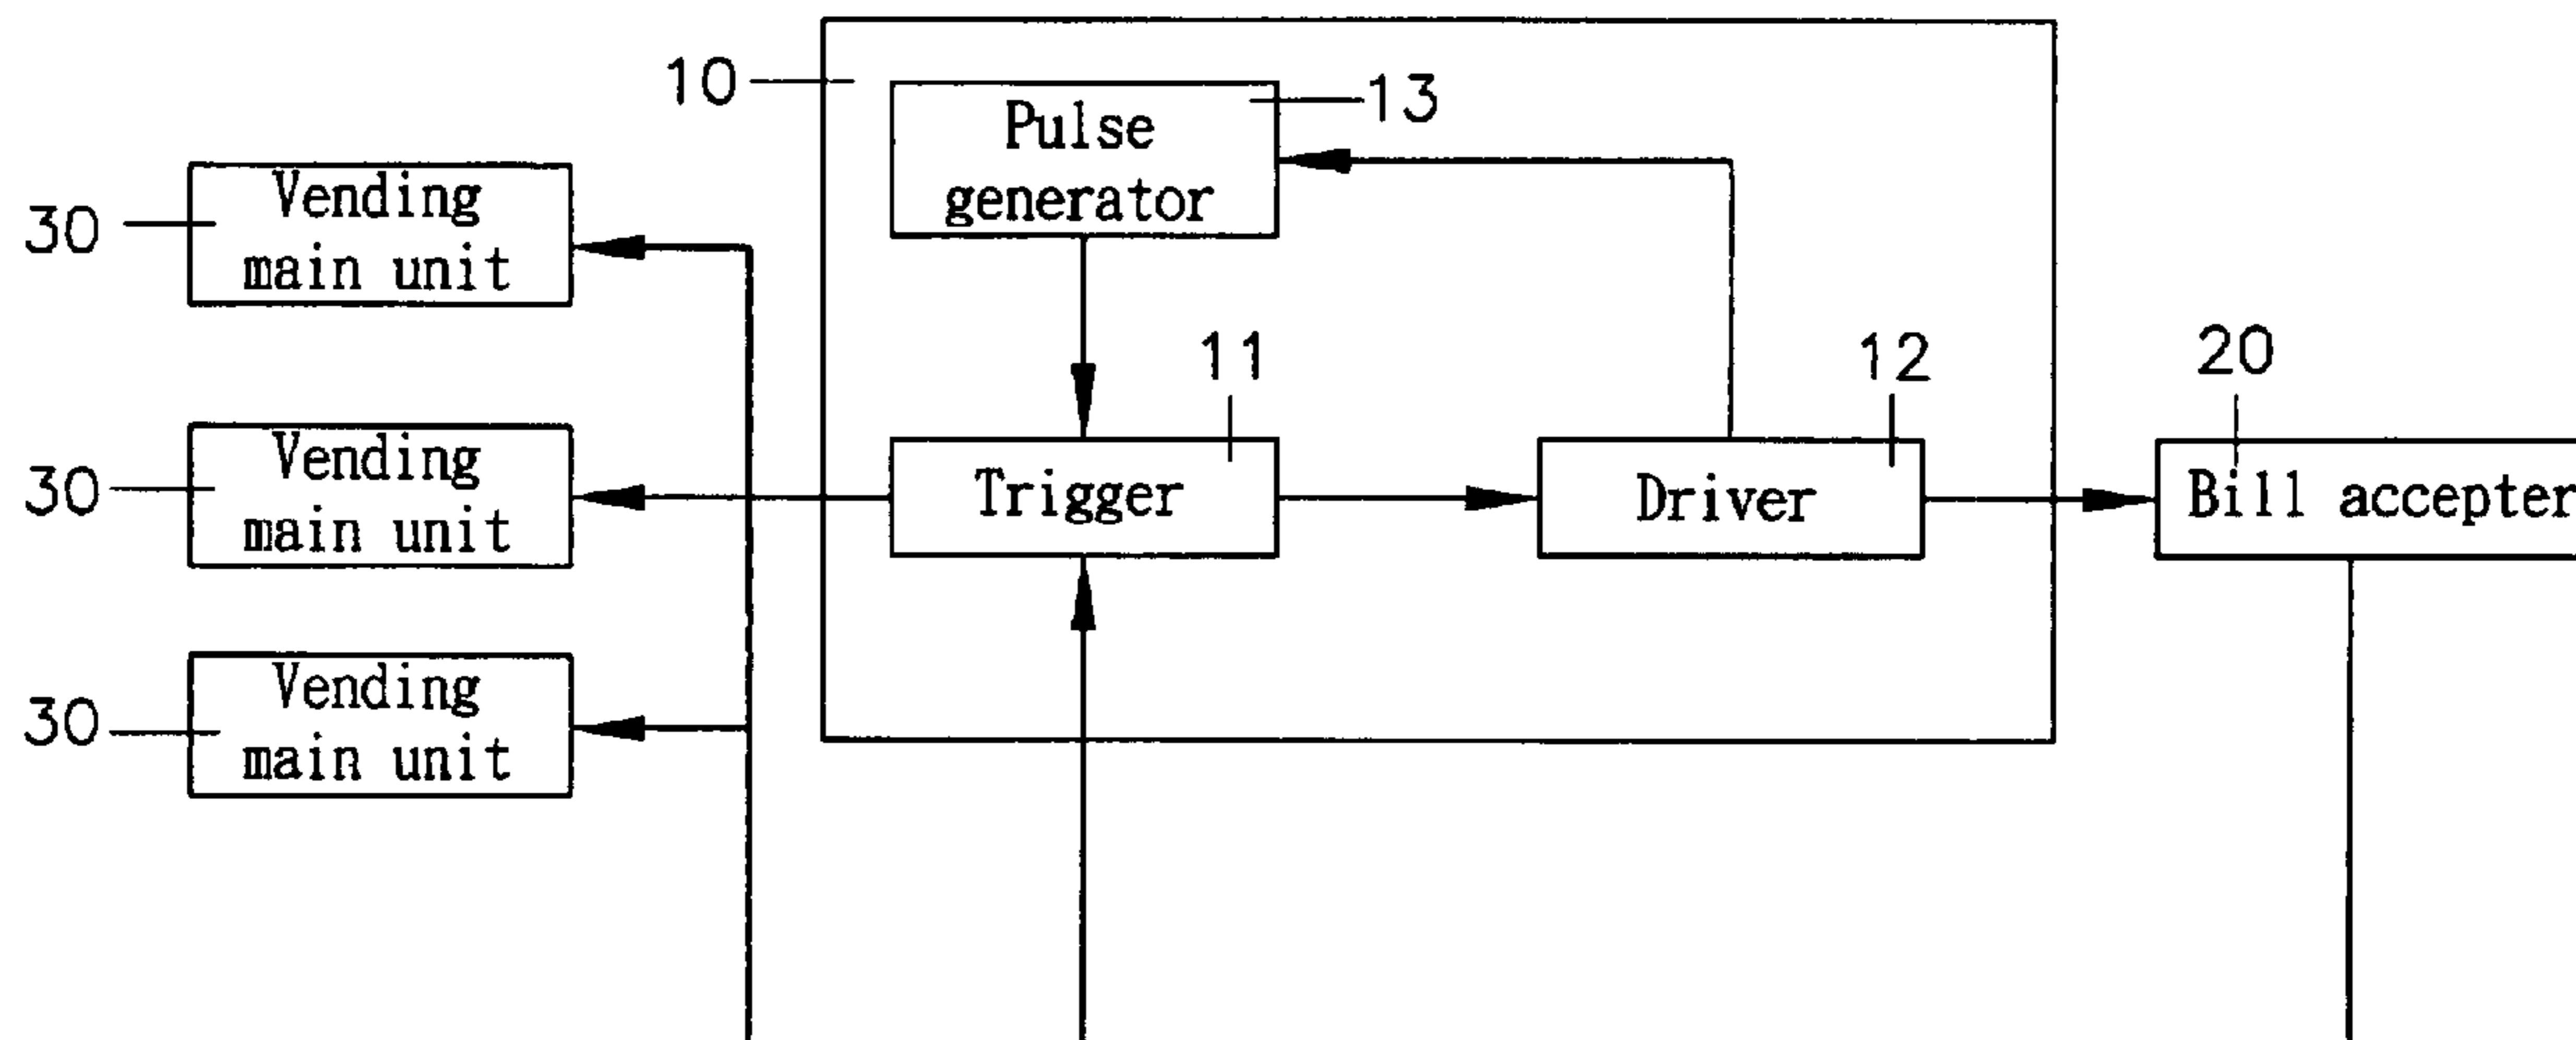 10
13
Pulse
generator
30
Vending
main unit
11
12
20
30
Vending
main unit
Trigger
Driver
Bill accepter
30
Vending
main unit